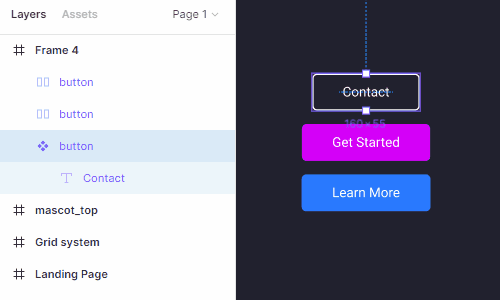 Layers Assets Page 1
Frame 4
button
button
button
Contact
mascot_top
Grid system
Landing Page
Contact
160 × 55
Get Started
Learn More